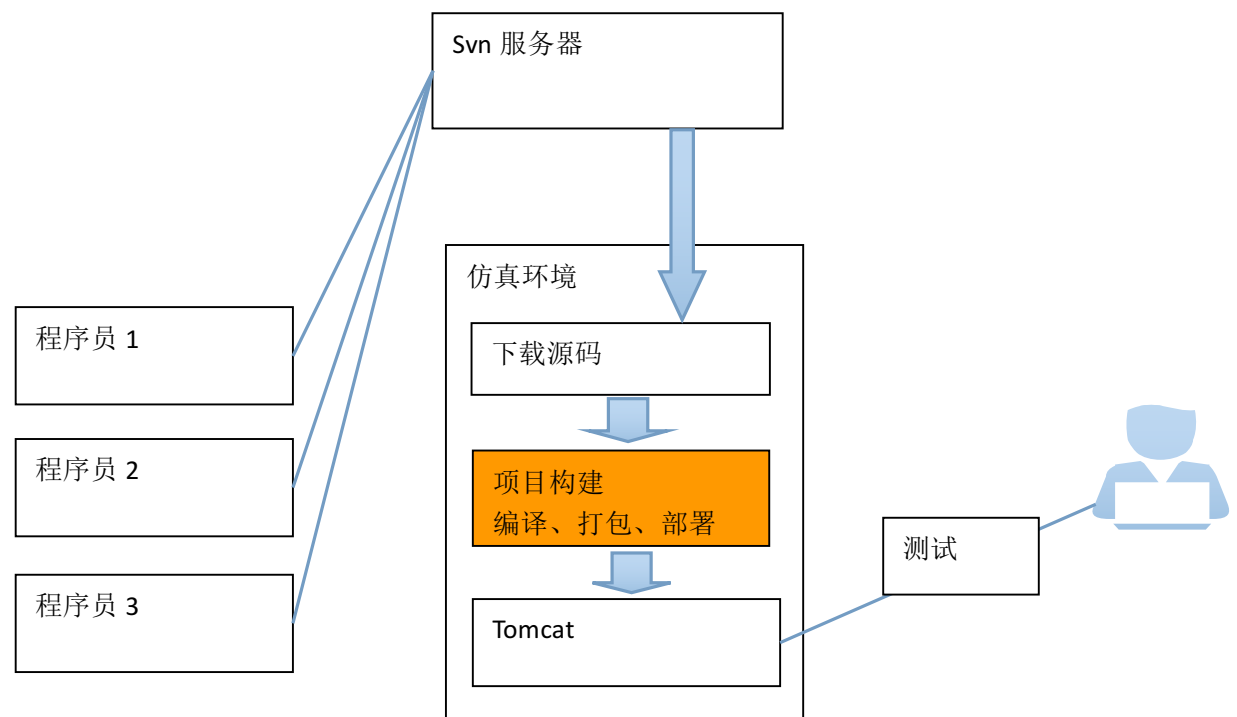 Svn 服务器
仿真环境
程序员 1
下载源码
程序员 2
项目构建
编译、打包、部署
测试
程序员 3
Tomcat